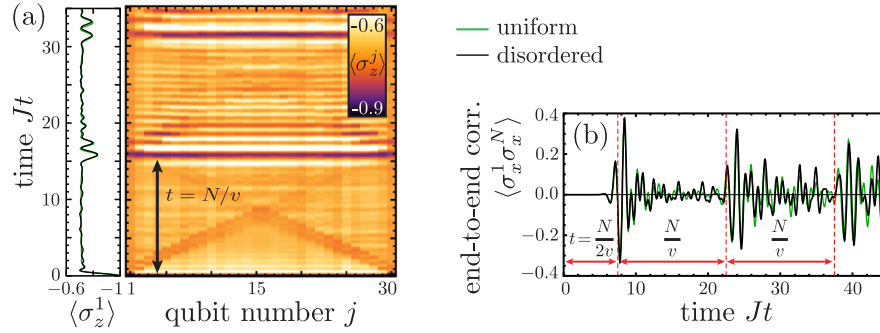 (a)
time Jt
30
20
10
0
−0.6 −1
⟨σ_z^1⟩
-0.6
⟨σ_z^j⟩
-0.9
t = N/v
1 15 30
qubit number j
uniform
disordered
(b)
end-to-end corr.
⟨σ_x^1 σ_x^N⟩
0.4
0.2
0.0
−0.2
−0.4
t = N/2v
N/v
N/v
0 10 20 30 40
time Jt